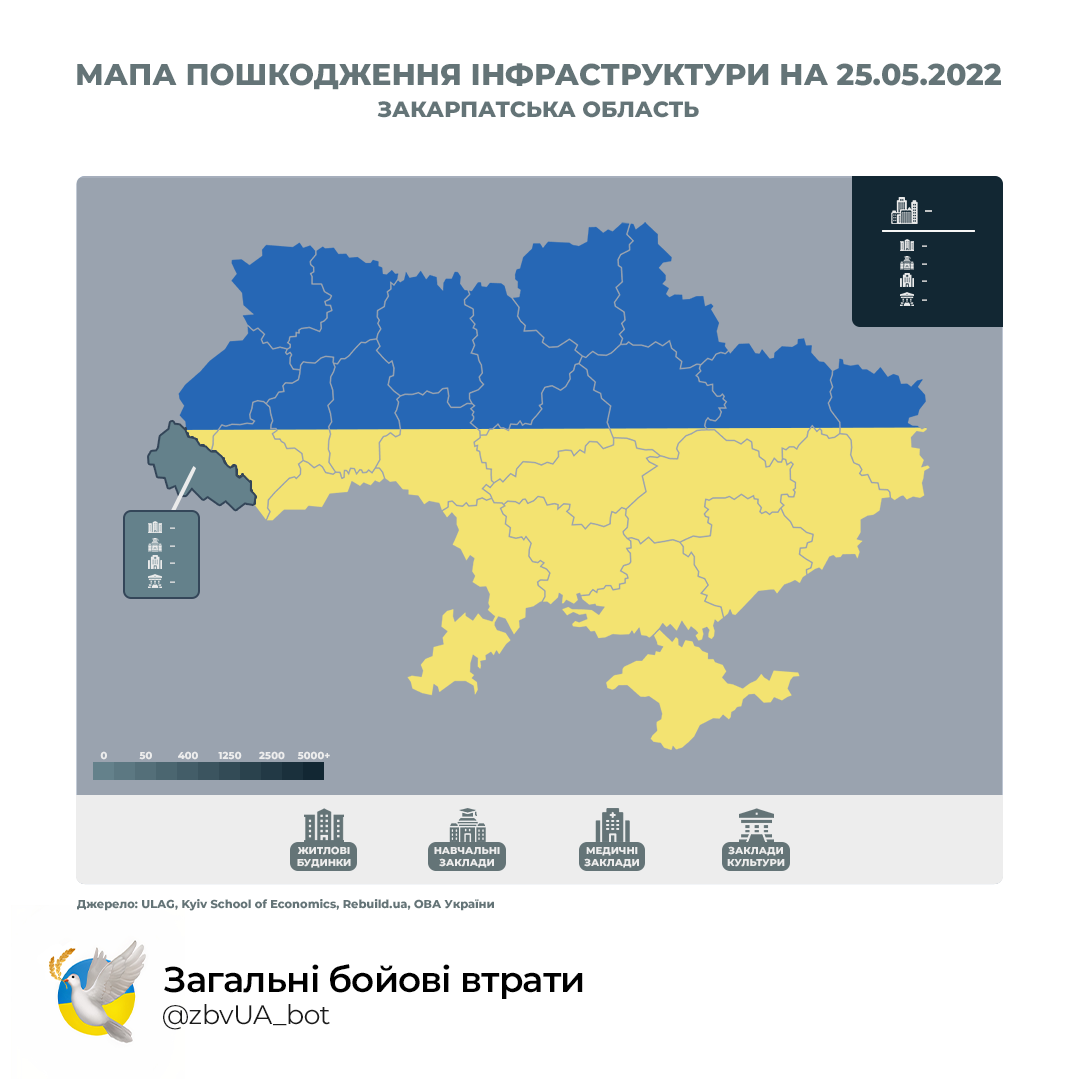 МАПА ПОШКОДЖЕННЯ ІНФРАСТРУКТУРИ НА 25.05.2022
ЗАКАРПАТСЬКА ОБЛАСТЬ
–
–
–
–
–
–
–
–
–
0 50 400 1250 2500 5000+
ЖИТЛОВІ
БУДИНКИ
НАВЧАЛЬНІ
ЗАКЛАДИ
МЕДИЧНІ
ЗАКЛАДИ
ЗАКЛАДИ
КУЛЬТУРИ
Джерело: ULAG, Kyiv School of Economics, Rebuild.ua, ОВА України
Загальні бойові втрати
@zbvUA_bot